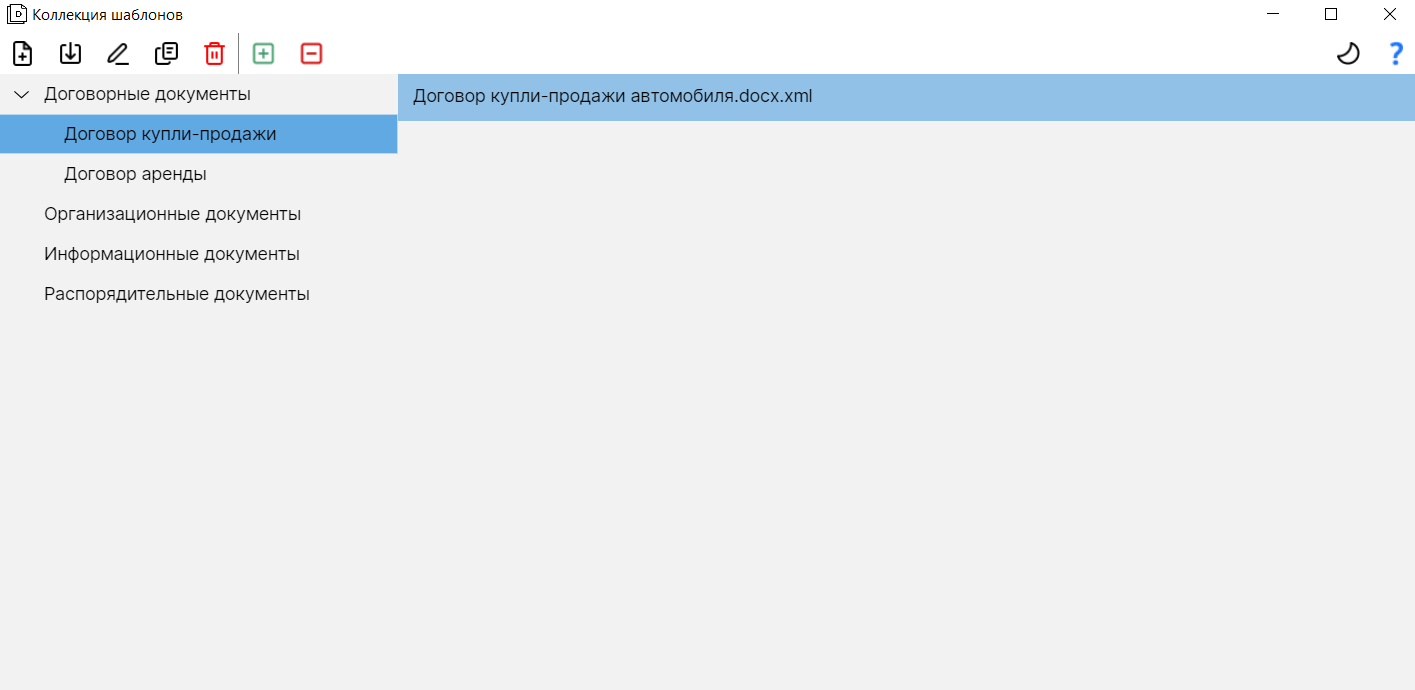 Коллекция шаблонов
?
Договорные документы
Договор купли-продажи
Договор аренды
Организационные документы
Информационные документы
Распорядительные документы
Договор купли-продажи автомобиля.docx.xml